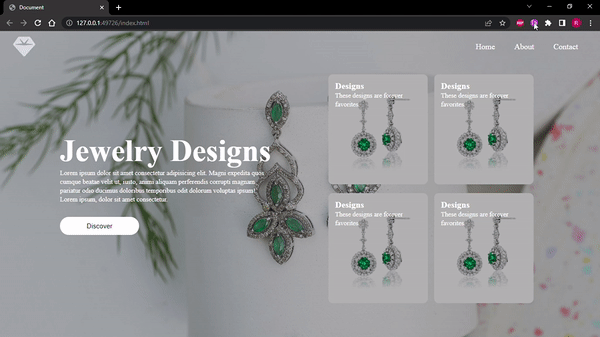 Document
127.0.0.1:49726/index.html
Home
About
Contact
Jewelry Designs
Lorem ipsum dolor sit amet consectetur adipisicing elit. Magni expedita quos
cumque beatae velit ut, iusto, animi aliquam perferendis corrupti magnam
pariatur odio ducimus doloribus temporibus odit dolorum voluptas ipsum!
Lorem ipsum, dolor sit amet consectetur.
Discover
Designs
These designs are forever
favorites
Designs
These designs are forever
favorites
Designs
These designs are forever
favorites
Designs
These designs are forever
favorites